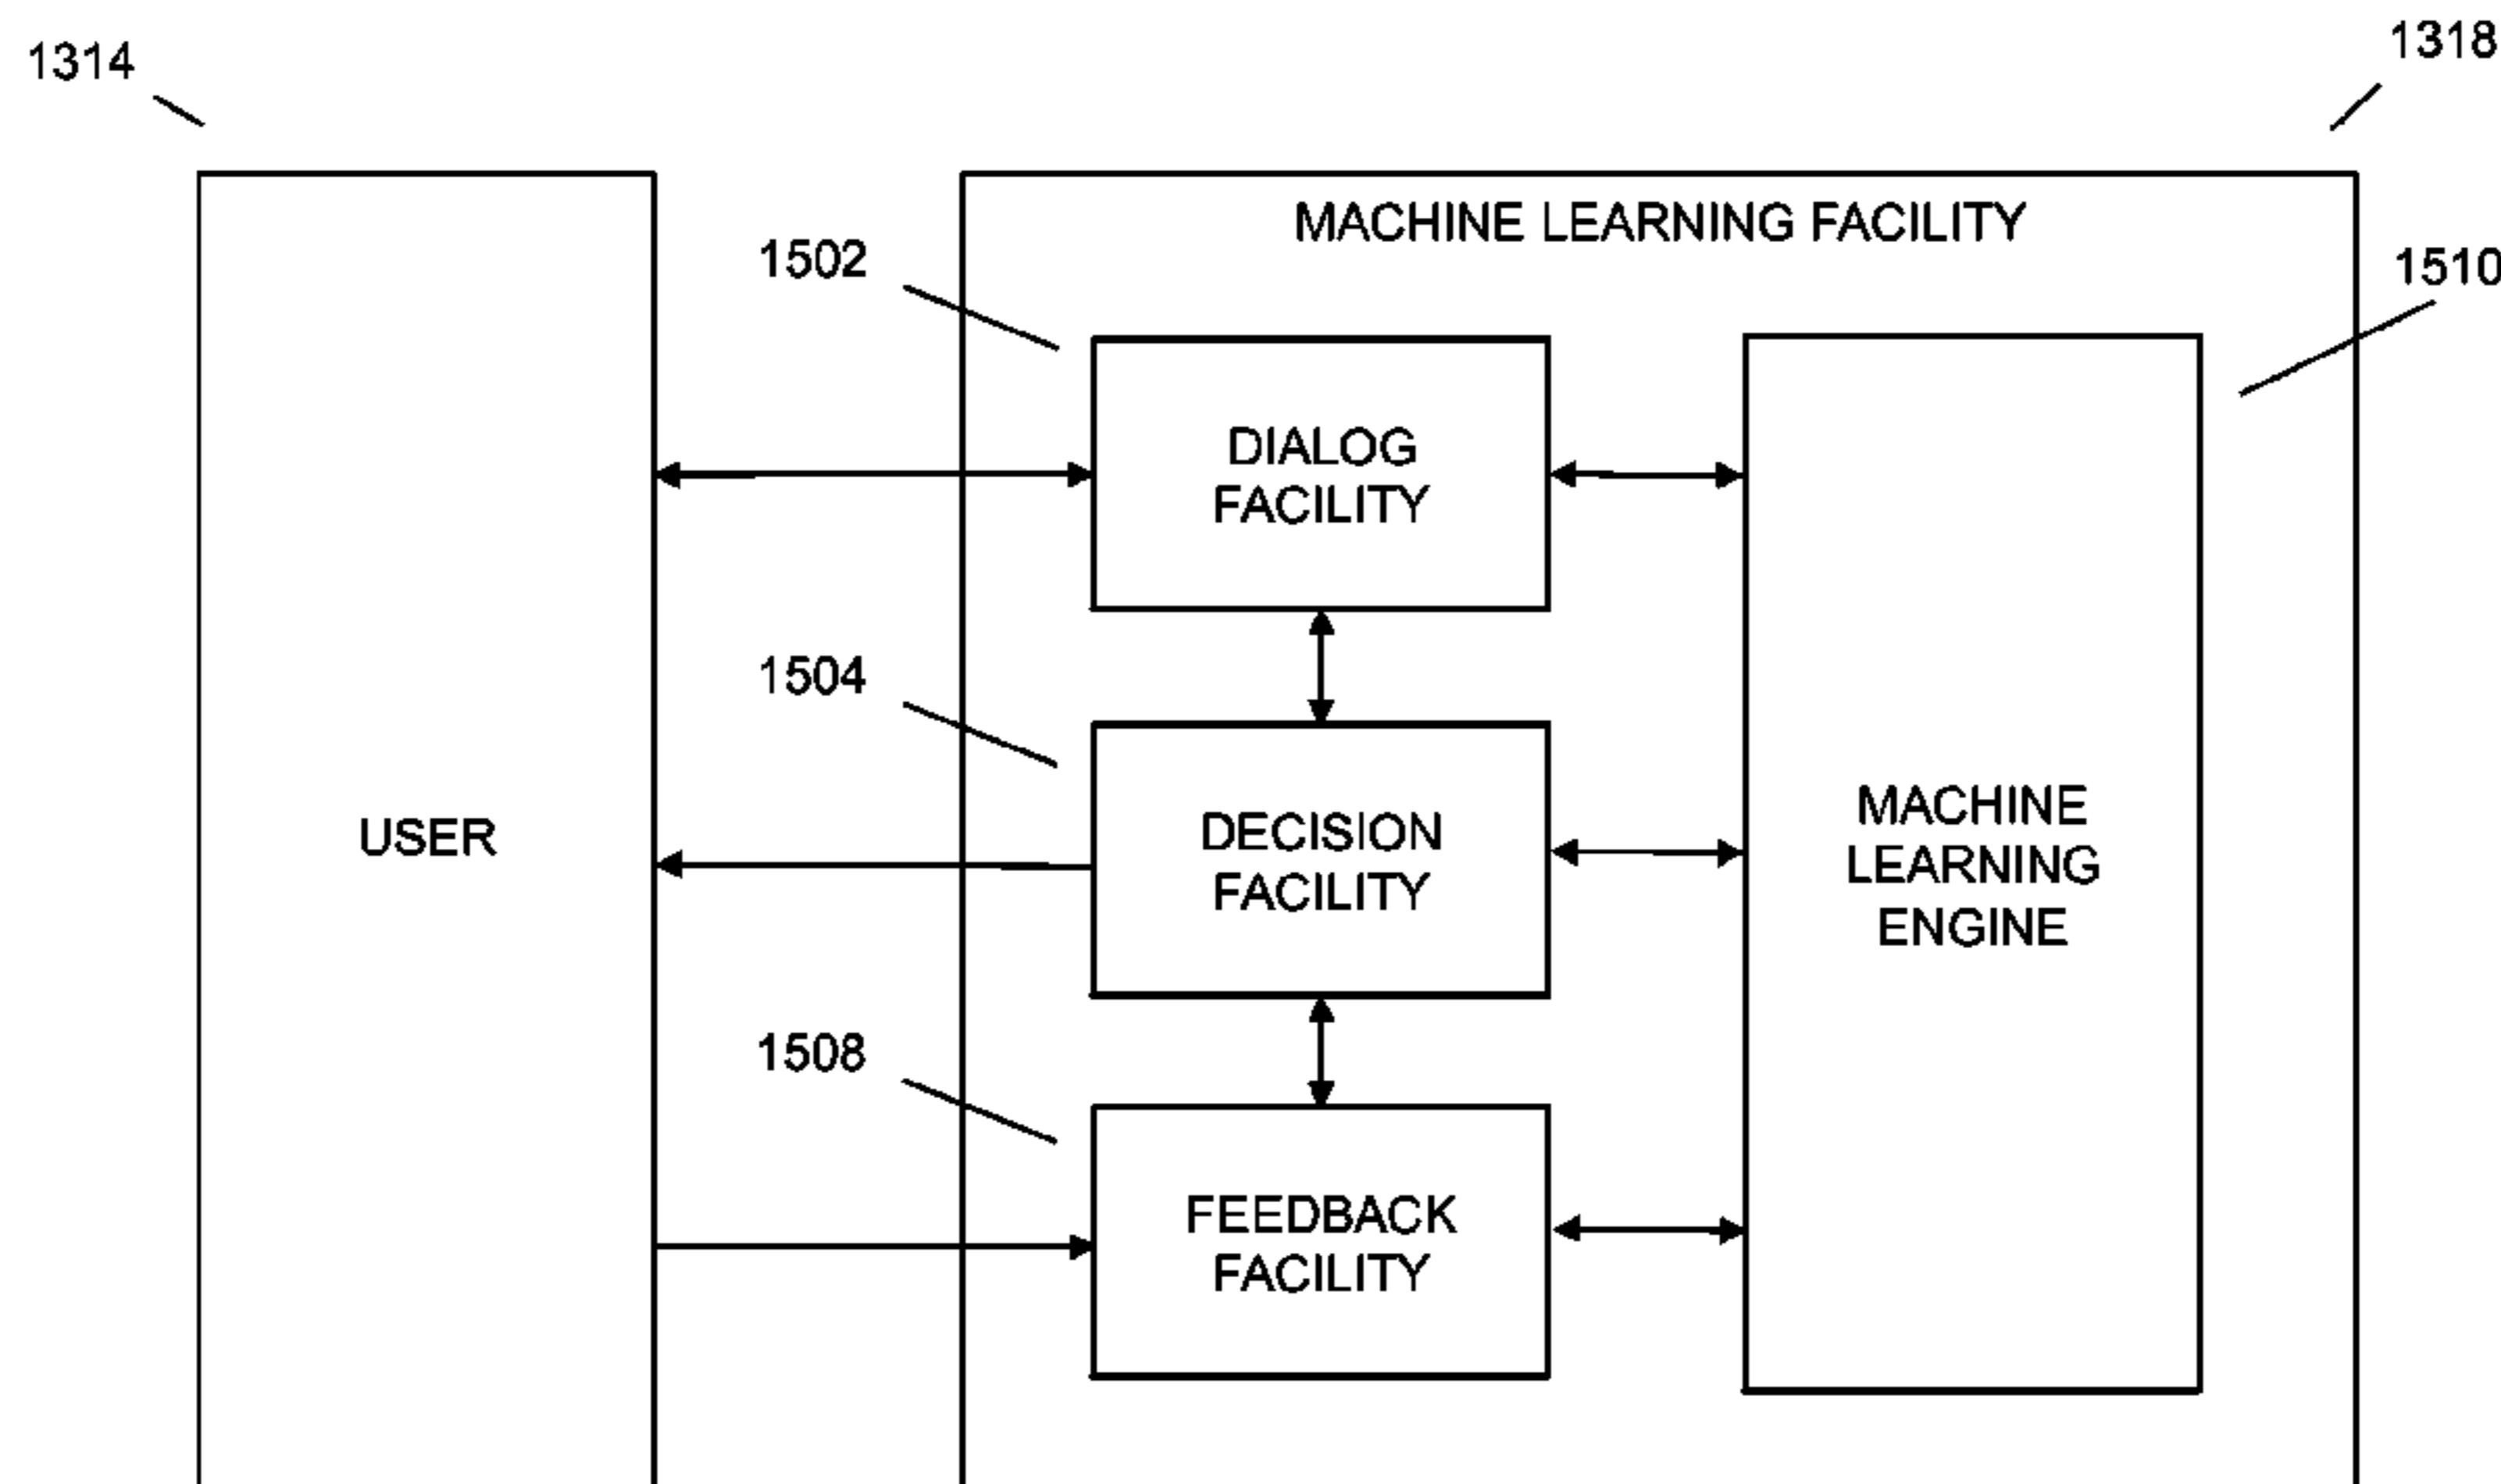 1314
1318
MACHINE LEARNING FACILITY
1502
1510
DIALOG
FACILITY
1504
USER
DECISION
FACILITY
MACHINE
LEARNING
ENGINE
1508
FEEDBACK
FACILITY